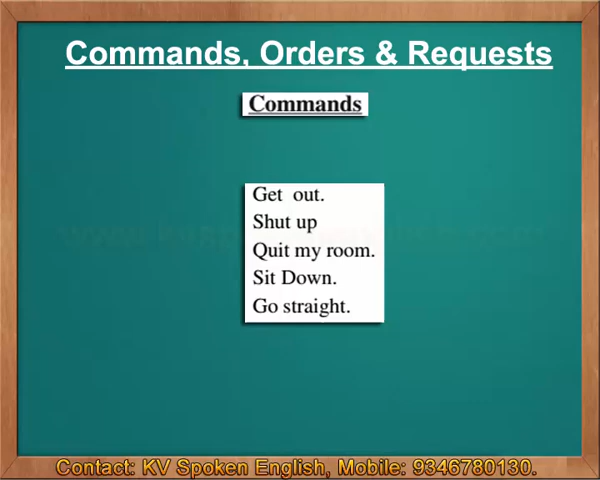 Commands, Orders & Requests
Commands
Get out.
Shut up
Quit my room.
Sit Down.
Go straight.
Contact: KV Spoken English, Mobile: 9346780130.